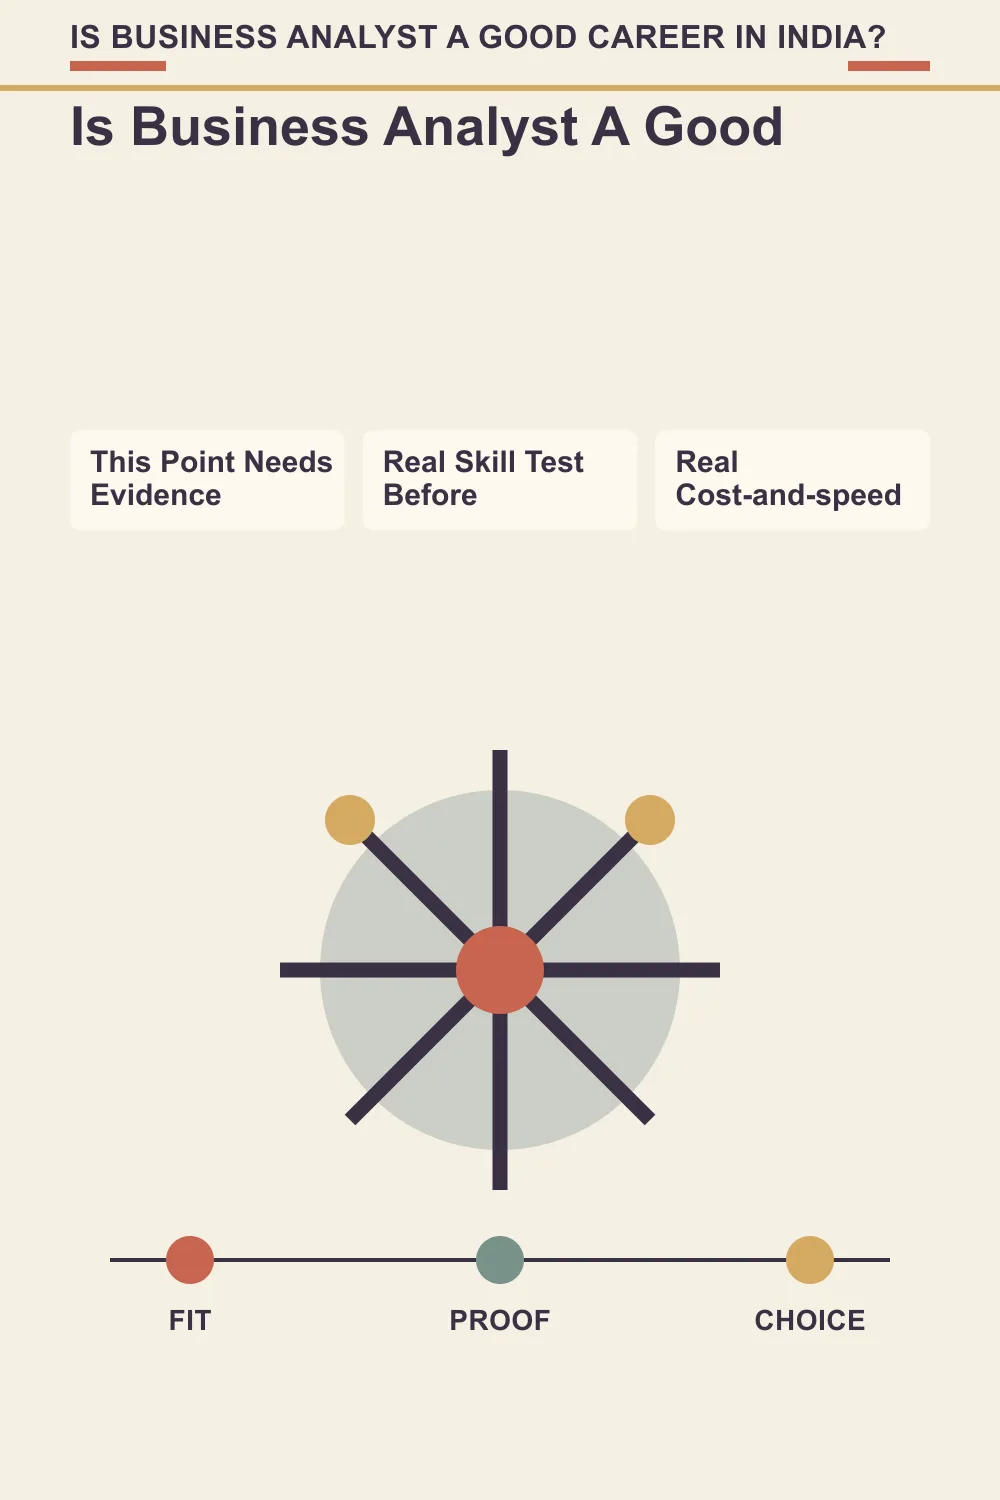 IS BUSINESS ANALYST A GOOD CAREER IN INDIA?
Is Business Analyst A Good
This Point Needs
Evidence
Real Skill Test
Before
Real
Cost-and-speed
FIT
PROOF
CHOICE